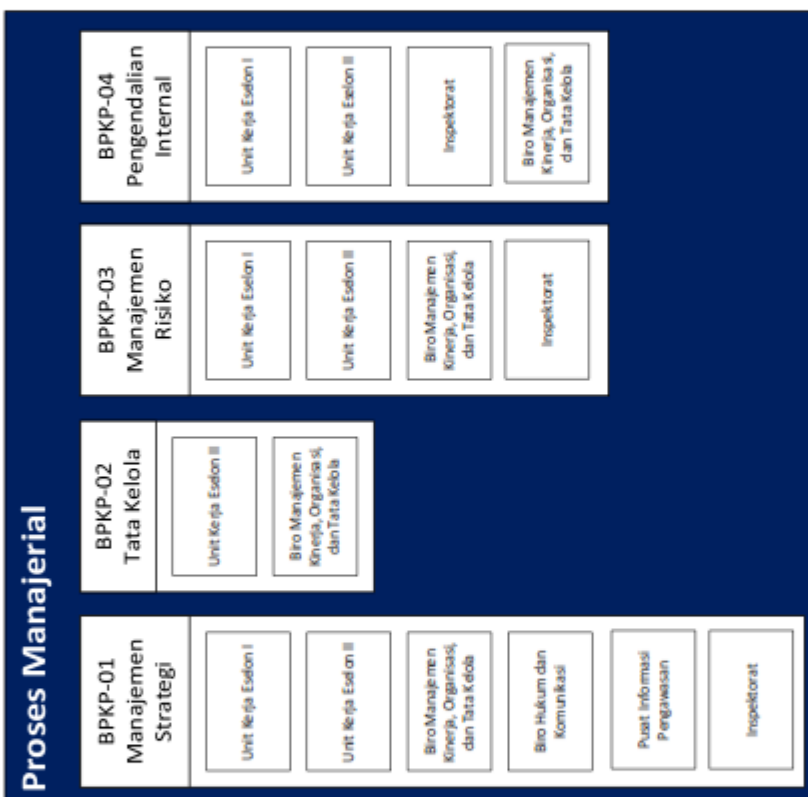 Proses Manajerial
BPKP-01
Manajemen
Strategi
Unit Kerja Eselon I
Unit Kerja Eselon II
Biro Manajemen
Kinerja, Organisasi,
dan Tata Kelola
Biro Hukum dan
Komunikasi
Pusat Informasi
Pengawasan
Inspektorat
BPKP-02
Tata Kelola
Unit Kerja Eselon II
Biro Manajemen
Kinerja, Organisasi,
dan Tata Kelola
BPKP-03
Manajemen
Risiko
Unit Kerja Eselon I
Unit Kerja Eselon II
Biro Manajemen
Kinerja, Organisasi,
dan Tata Kelola
Inspektorat
BPKP-04
Pengendalian
Internal
Unit Kerja Eselon I
Unit Kerja Eselon II
Inspektorat
Biro Manajemen
Kinerja, Organisasi,
dan Tata Kelola